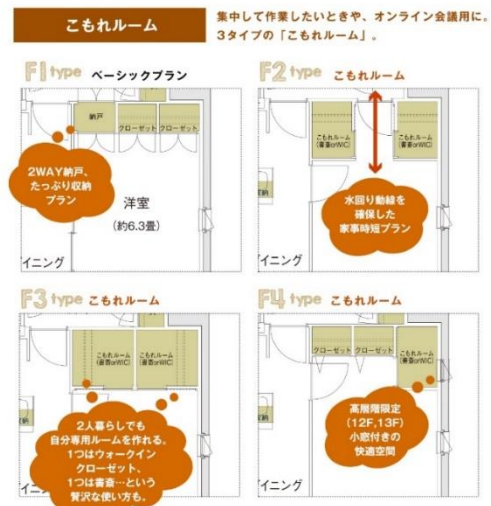 こもれルーム
集中して作業したいときや、オンライン会議用に。
3タイプの「こもれルーム」。
F1 type ベーシックプラン
納戸
クローゼット
クローゼット
2WAY納戸、
たっぷり収納
プラン
洋室
(約6.3畳)
イニング
F2 type こもれルーム
こもれルーム
(書斎orWIC)
こもれルーム
(書斎orWIC)
水回り動線を
確保した
家事時短プラン
イニング
F3 type こもれルーム
こもれルーム
(書斎orWIC)
こもれルーム
(書斎orWIC)
2人暮らしでも
自分専用ルームを作れる。
1つはウォークイン
クローゼット、
1つは書斎…という
贅沢な使い方も。
F4 type こもれルーム
クローゼット
クローゼット
こもれルーム
(書斎orWIC)
高層階限定
(12F,13F)
小窓付きの
快適空間
イニング